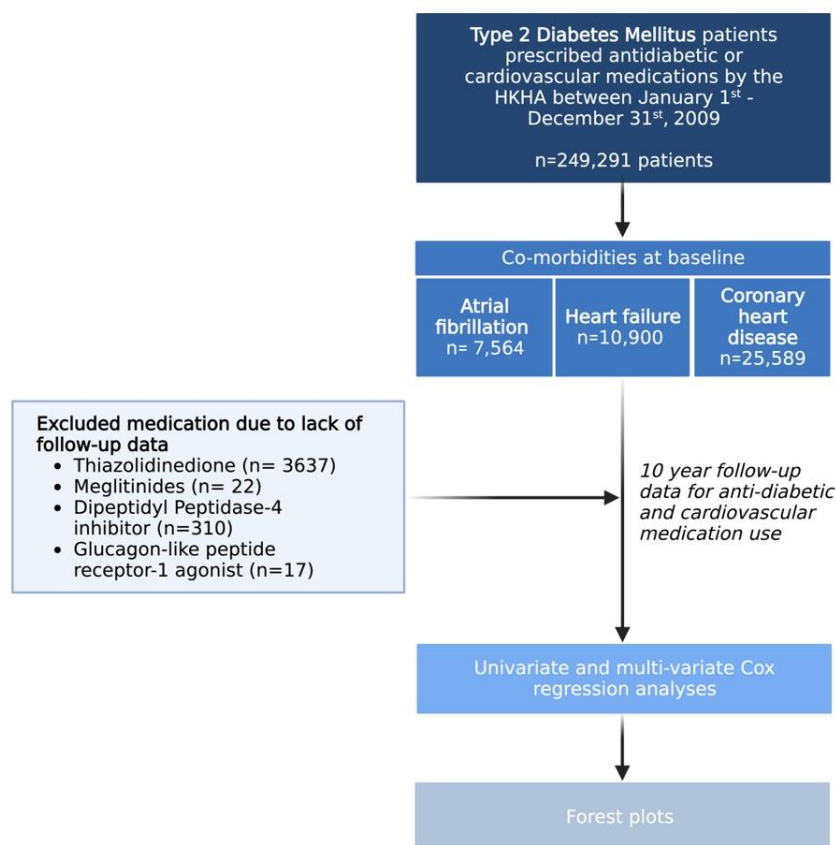 Type 2 Diabetes Mellitus patients
prescribed antidiabetic or
cardiovascular medications by the
HKHA between January 1st -
December 31st, 2009
n=249,291 patients
Co-morbidities at baseline
Atrial
fibrillation
n= 7,564
Heart failure
n=10,900
Coronary
heart
disease
n=25,589
Excluded medication due to lack of
follow-up data
• Thiazolidinedione (n= 3637)
• Meglitinides (n= 22)
• Dipeptidyl Peptidase-4
inhibitor (n=310)
• Glucagon-like peptide
receptor-1 agonist (n=17)
10 year follow-up
data for anti-diabetic
and cardiovascular
medication use
Univariate and multi-variate Cox
regression analyses
Forest plots